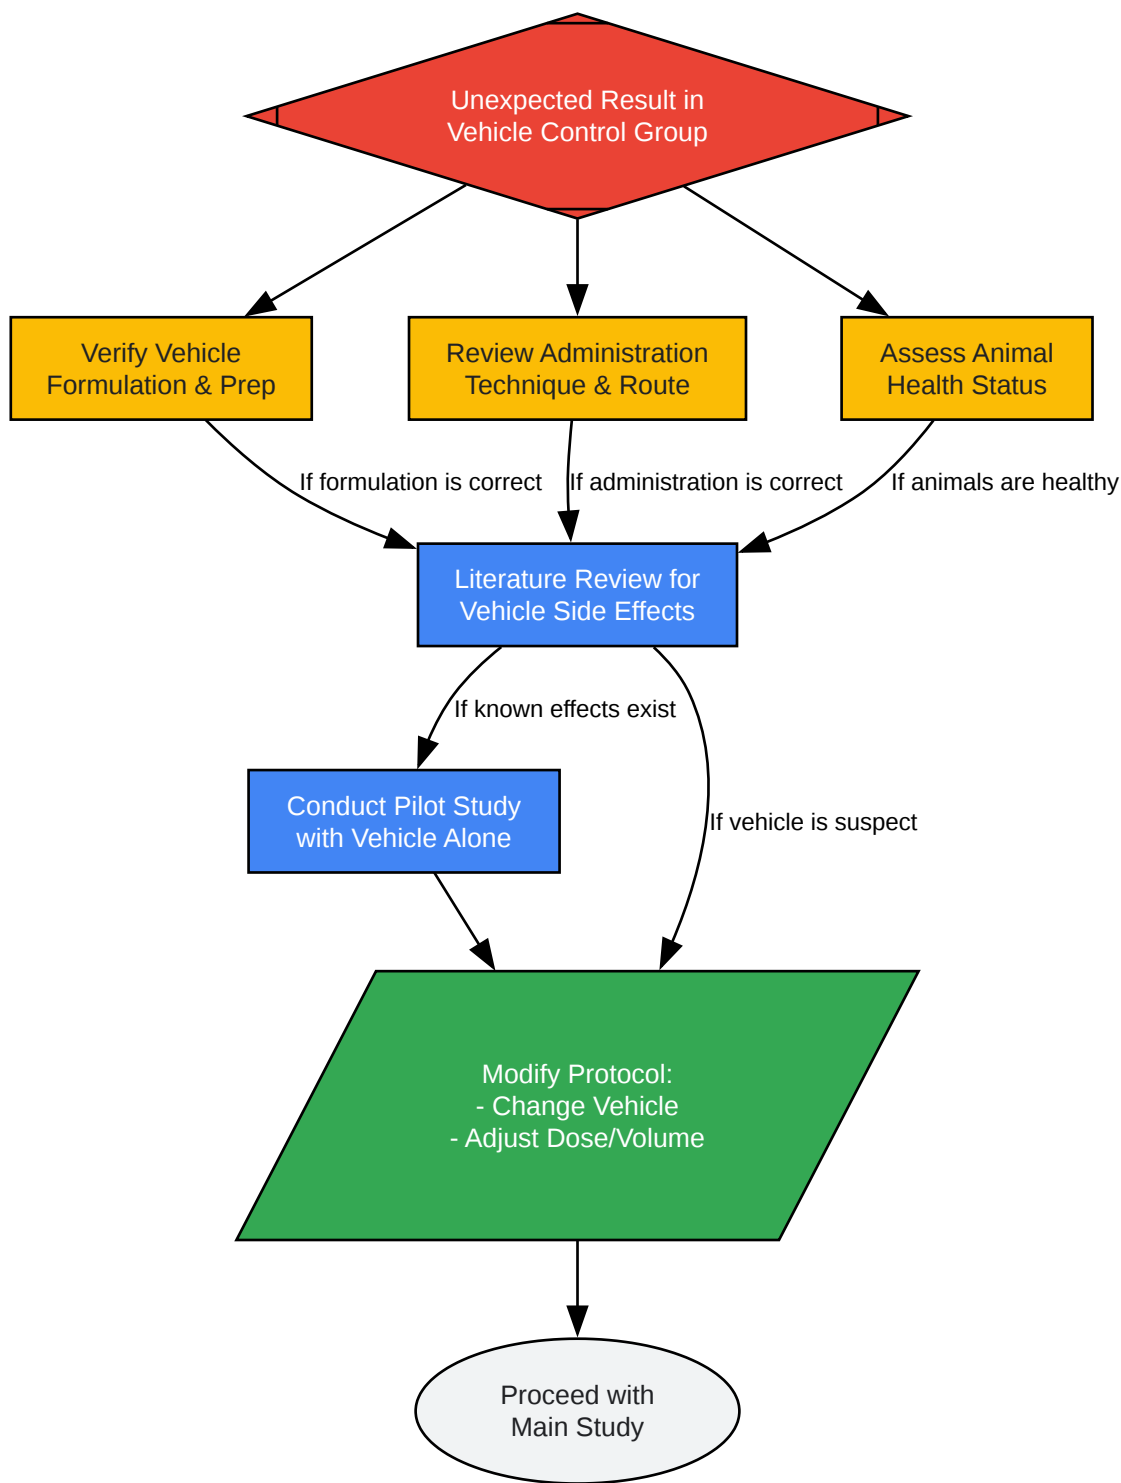 Unexpected Result in
Vehicle Control Group
Verify Vehicle
Formulation & Prep
Review Administration
Technique & Route
Assess Animal
Health Status
If formulation is correct
If administration is correct
If animals are healthy
Literature Review for
Vehicle Side Effects
If known effects exist
Conduct Pilot Study
with Vehicle Alone
If vehicle is suspect
Modify Protocol:
- Change Vehicle
- Adjust Dose/Volume
Proceed with
Main Study